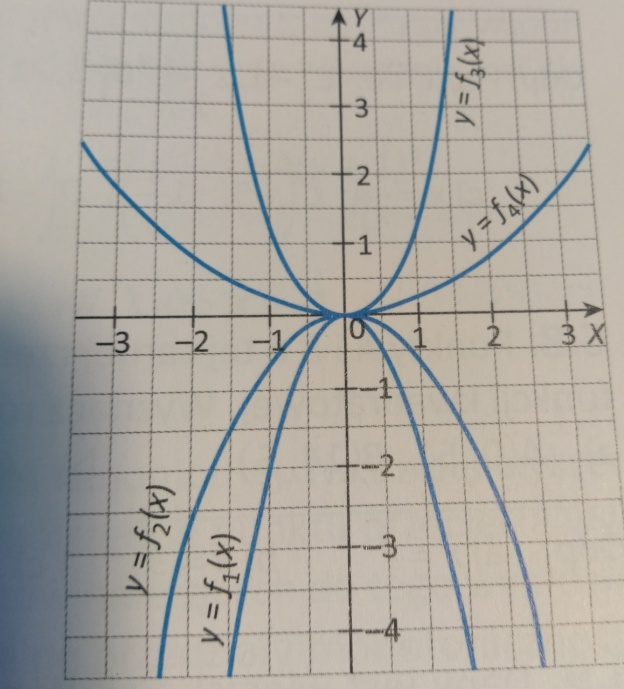 Y
4
y = f₃(x)
3
2
y = f₄(x)
1
−3 −2 −1 0 1 2 3 X
−1
−2
y = f₂(x)
−3
y = f₁(x)
−4